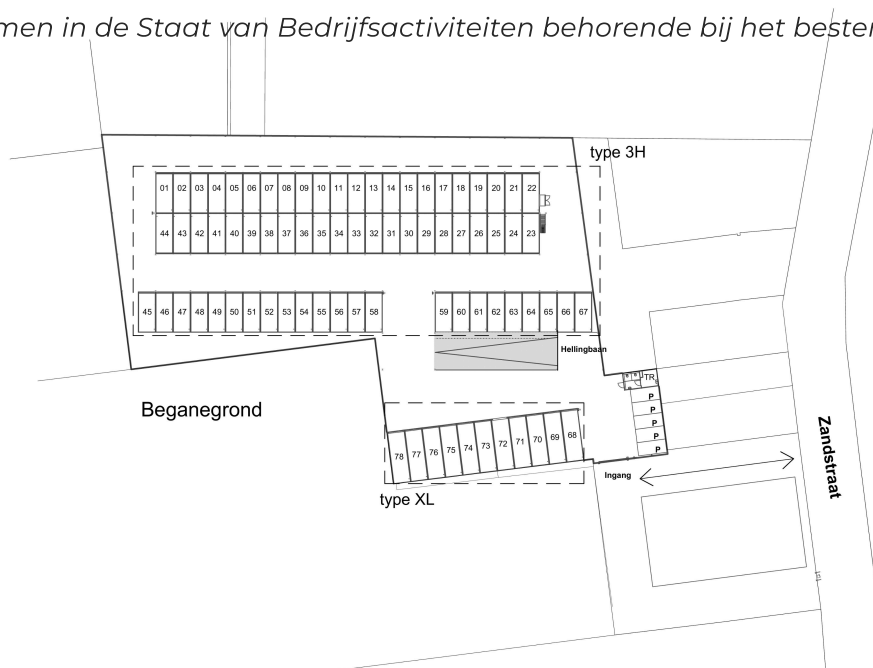 men in de Staat van Bedrijfsactiviteiten behorende bij het bestem
type 3H
01 02 03 04 05 06 07 08 09 10 11 12 13 14 15 16 17 18 19 20 21 22
44 43 42 41 40 39 38 37 36 35 34 33 32 31 30 29 28 27 26 25 24 23
45 46 47 48 49 50 51 52 53 54 55 56 57 58
59 60 61 62 63 64 65 66 67
Hellingbaan
TR
P
P
P
P
P
Beganegrond
78 77 76 75 74 73 72 71 70 69 68
type XL
Ingang
Zandstraat